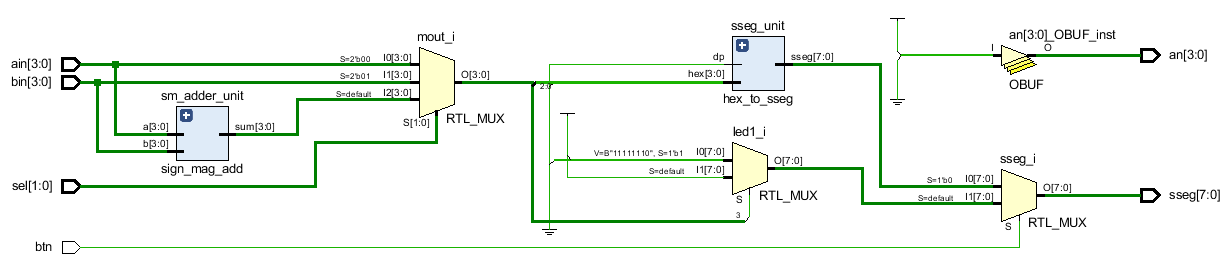 mout_i
ain[3:0]
bin[3:0]
S=2'b00
I0[3:0]
S=2'b01
I1[3:0]
S=default
I2[3:0]
S[1:0]
O[3:0]
RTL_MUX
sm_adder_unit
a[3:0]
b[3:0]
sum[3:0]
sign_mag_add
sel[1:0]
btn
sseg_unit
dp
hex[3:0]
sseg[7:0]
hex_to_sseg
led1_i
V=B"11111110", S=1'b1
I0[7:0]
S=default
I1[7:0]
S
O[7:0]
RTL_MUX
3
an[3:0]_OBUF_inst
I
O
OBUF
an[3:0]
sseg_i
S=1'b0
I0[7:0]
S=default
I1[7:0]
S
O[7:0]
RTL_MUX
sseg[7:0]